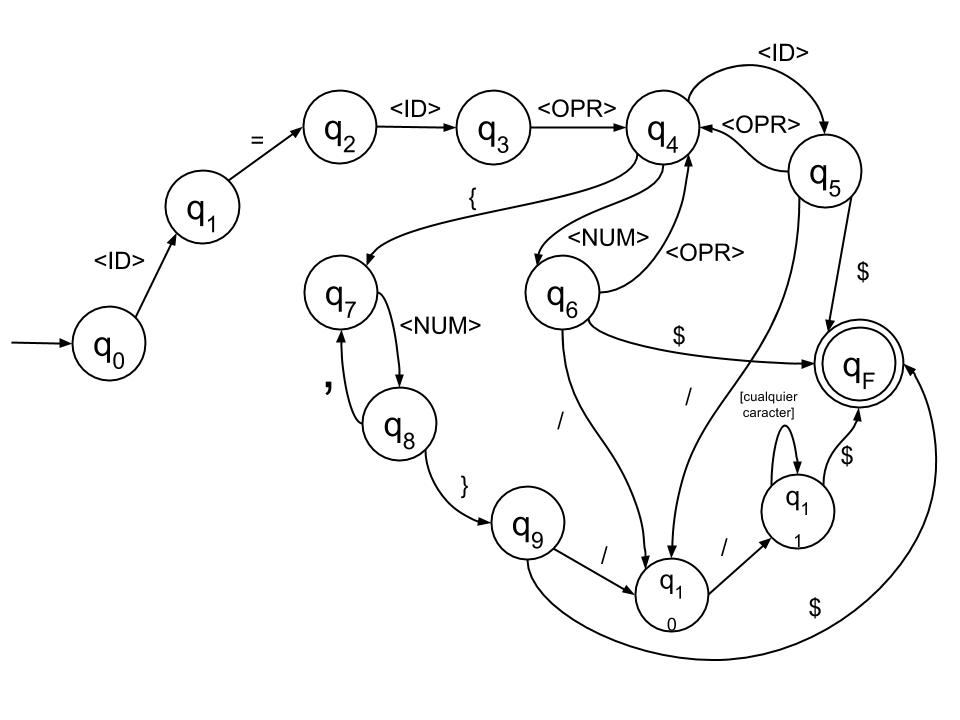 <ID>
<ID>
<OPR>
q4
<OPR>
q2
q3
=
q5
{
q1
<NUM>
<OPR>
<ID>
$
q7
q6
<NUM>
$
q0
qF
,
/
/
[cualquier
caracter]
q8
$
}
q1
1
q9
/
/
q1
0
$